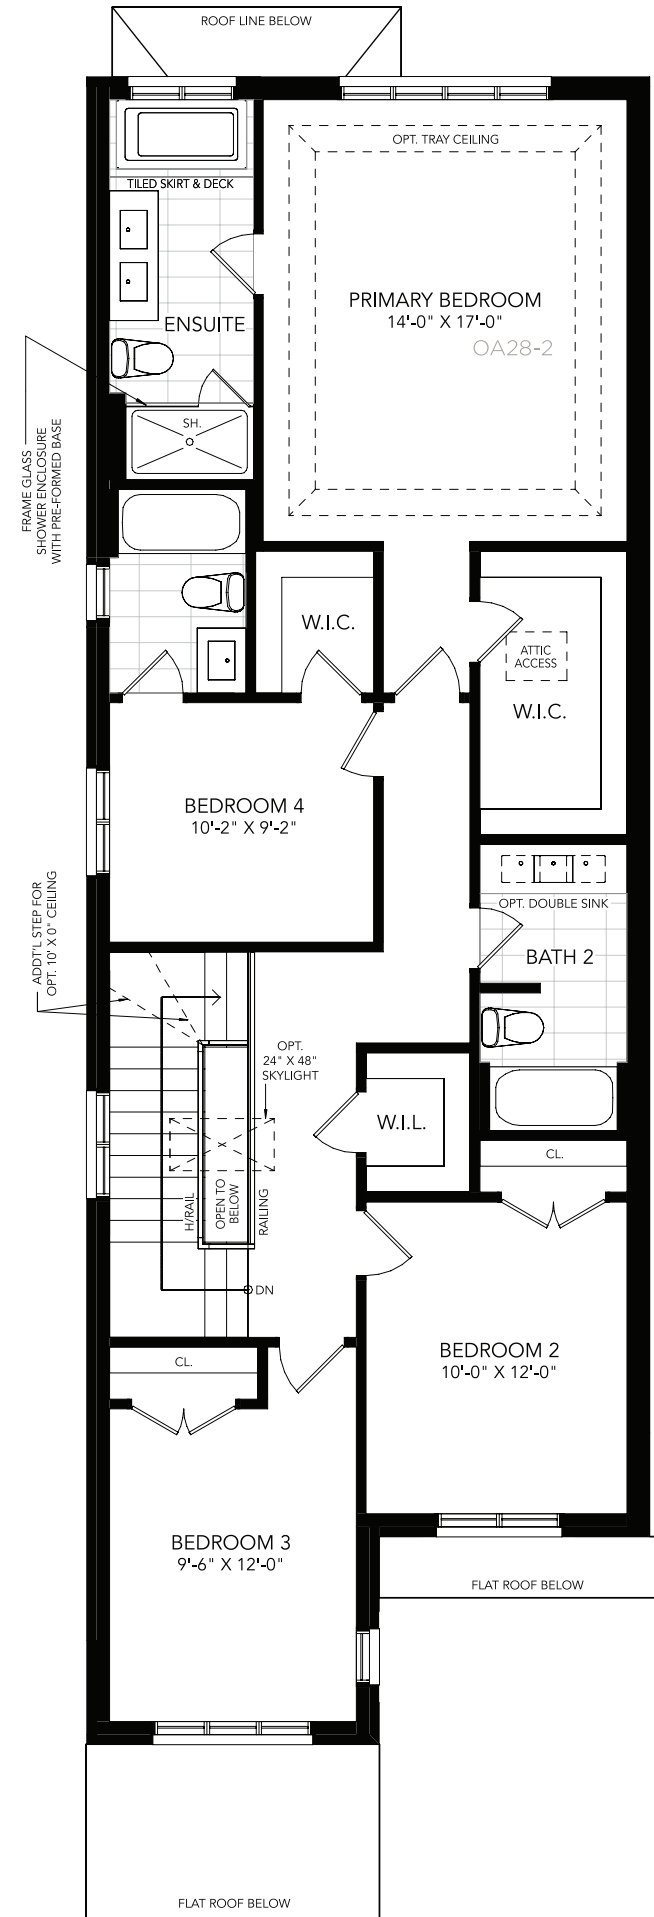 ROOF LINE BELOW
OPT. TRAY CEILING
TILED SKIRT & DECK
PRIMARY BEDROOM
14'-0" X 17'-0"
OA28-2
ENSUITE
SH.
FRAME GLASS
SHOWER ENCLOSURE
WITH PRE-FORMED BASE
W.I.C.
ATTIC
ACCESS
W.I.C.
BEDROOM 4
10'-2" X 9'-2"
ADDT'L STEP FOR
OPT. 10' X 0" CEILING
OPT. DOUBLE SINK
BATH 2
OPT.
24" X 48"
SKYLIGHT
W.I.L.
CL.
H/RAIL
OPEN TO
BELOW
RAILING
DN
BEDROOM 2
10'-0" X 12'-0"
CL.
BEDROOM 3
9'-6" X 12'-0"
FLAT ROOF BELOW
FLAT ROOF BELOW